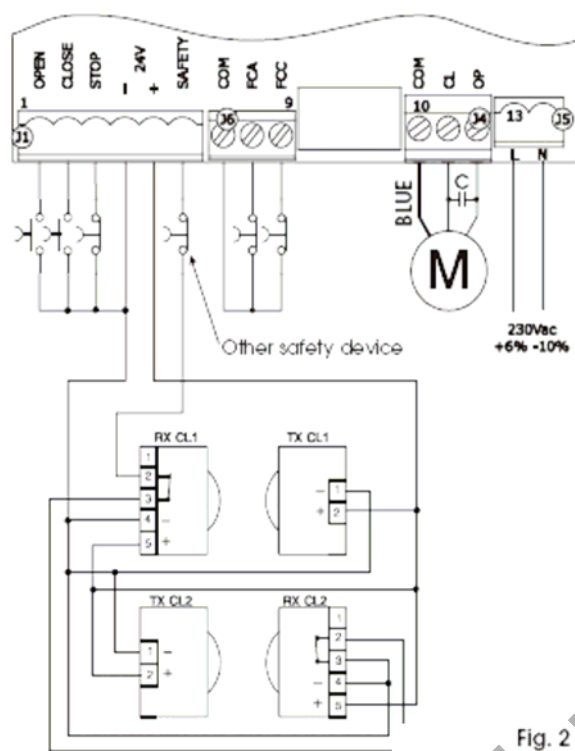 OPEN CLOSE STOP – 24V + SAFETY COM FCA FCC COM CL OP
1 9 10 13
J1 J6 J4 J5
L N
BLUE
C
M
230Vac
+6% -10%
Other safety device
RX CL1 TX CL1
1
2
3
4 –
5 +
– 1
+ 2
TX CL2 RX CL2
1 –
2 +
1
2
3
– 4
+ 5
Fig. 2